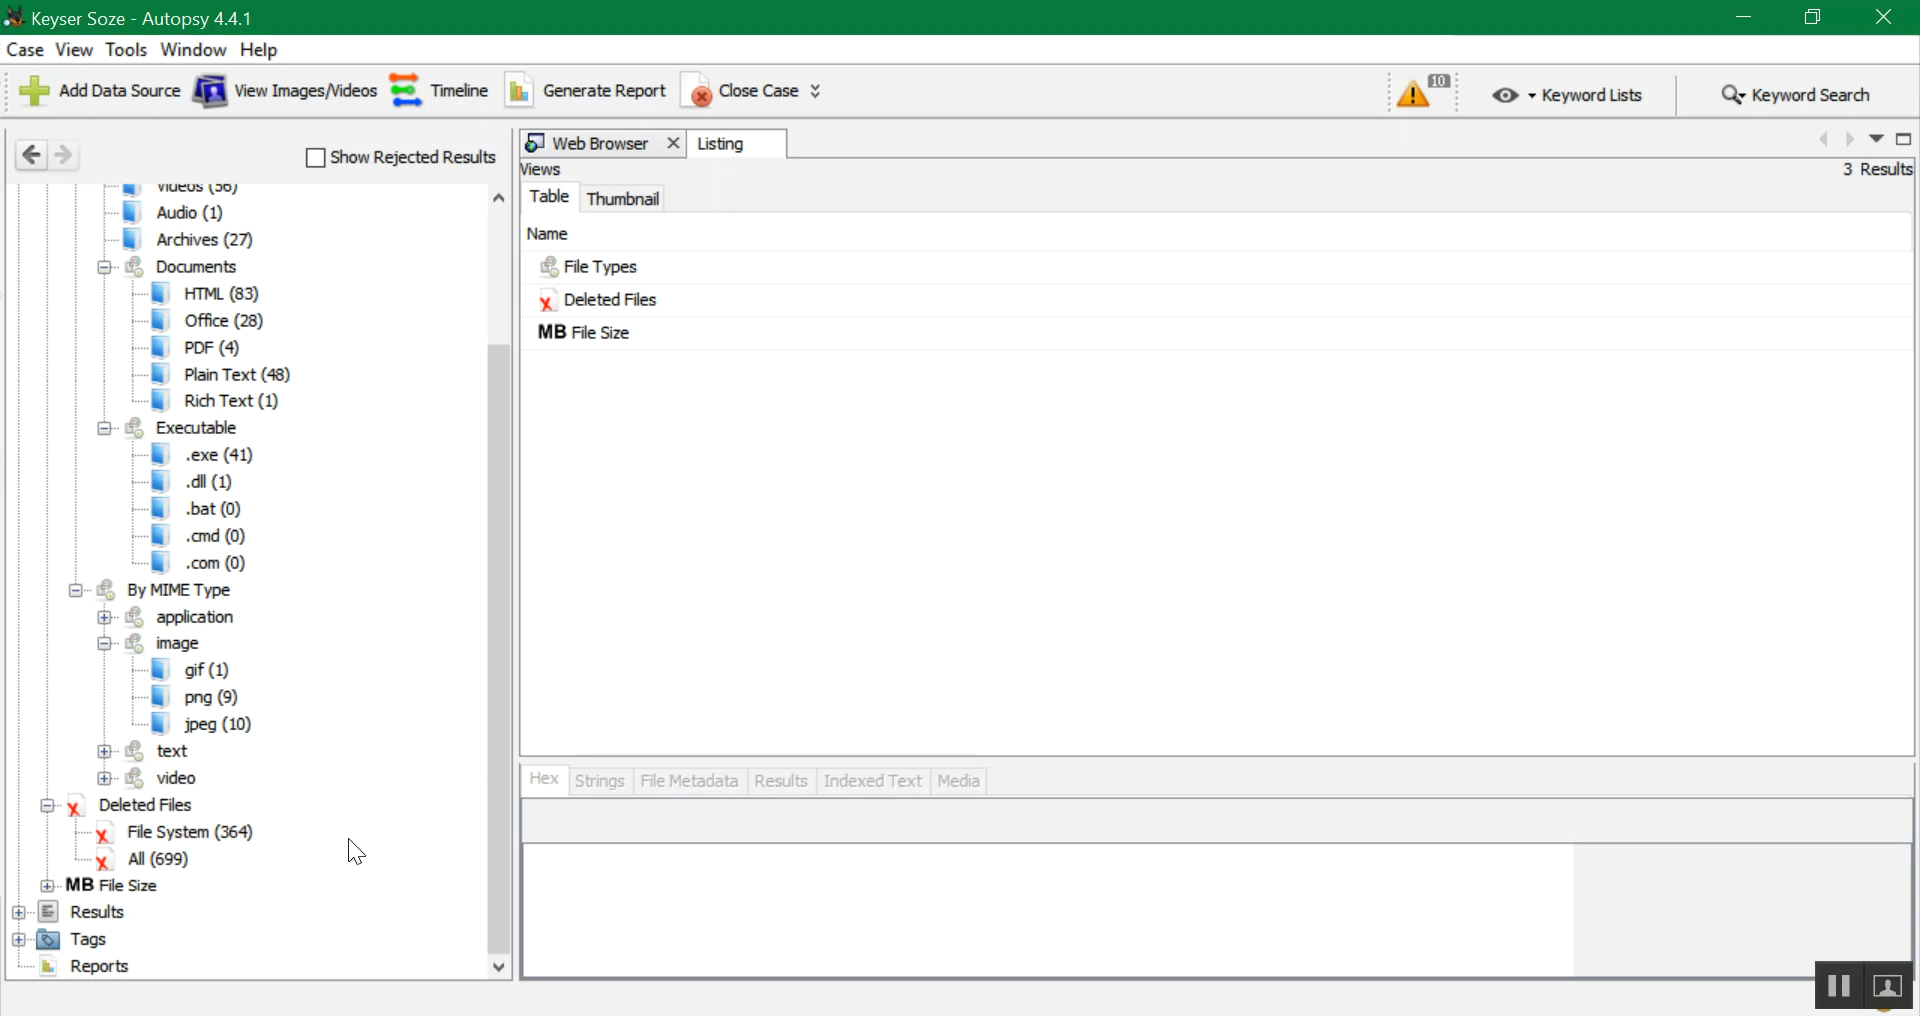 Keyser Soze - Autopsy 4.4.1
Case View Tools Window Help
Add Data Source View Images/Videos Timeline Generate Report Close Case 10 Keyword Lists Keyword Search
Show Rejected Results
Videos (56)
Audio (1)
Archives (27)
Documents
HTML (83)
Office (28)
PDF (4)
Plain Text (48)
Rich Text (1)
Executable
.exe (41)
.dll (1)
.bat (0)
.cmd (0)
.com (0)
By MIME Type
application
image
gif (1)
png (9)
jpeg (10)
text
video
Deleted Files
File System (364)
All (699)
MB File Size
Results
Tags
Reports
Web Browser Listing
Views 3 Results
Table Thumbnail
Name
File Types
Deleted Files
MB File Size
Hex Strings File Metadata Results Indexed Text Media